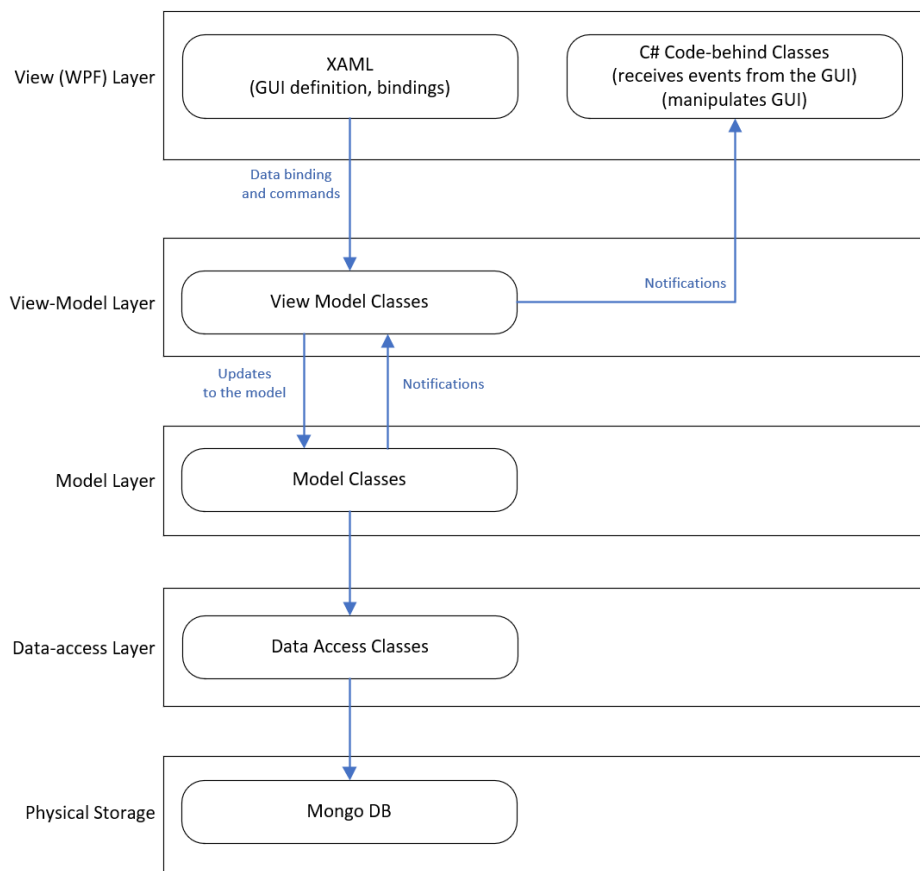 View (WPF) Layer
XAML
(GUI definition, bindings)
C# Code-behind Classes
(receives events from the GUI)
(manipulates GUI)
Data binding
and commands
View-Model Layer
View Model Classes
Notifications
Updates
to the model
Notifications
Model Layer
Model Classes
Data-access Layer
Data Access Classes
Physical Storage
Mongo DB